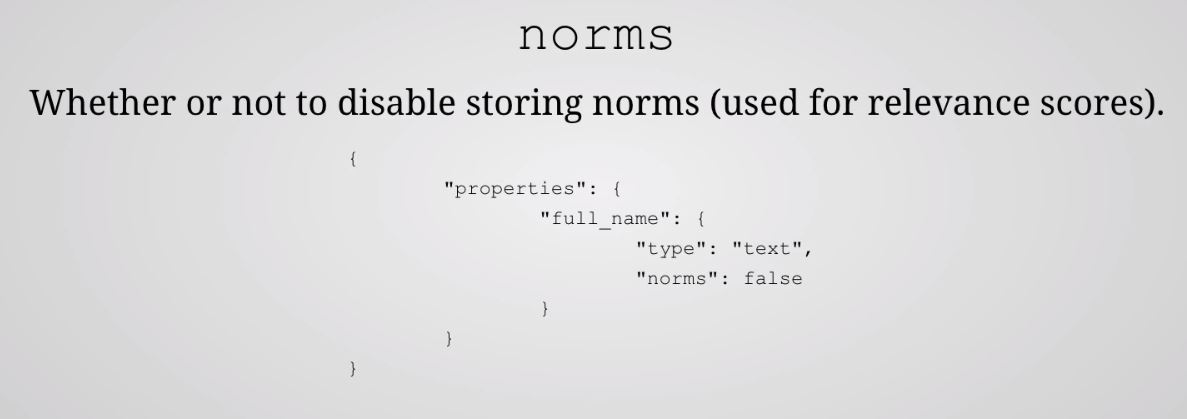 norms
Whether or not to disable storing norms (used for relevance scores).
{
"properties": {
"full_name": {
"type": "text",
"norms": false
}
}
}